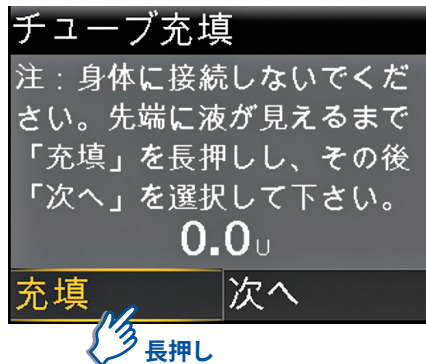 チューブ充填
注：身体に接続しないでくだ
さい。先端に液が見えるまで
「充填」を長押しし、その後
「次へ」を選択して下さい。
0.0U
充填 次へ
長押し